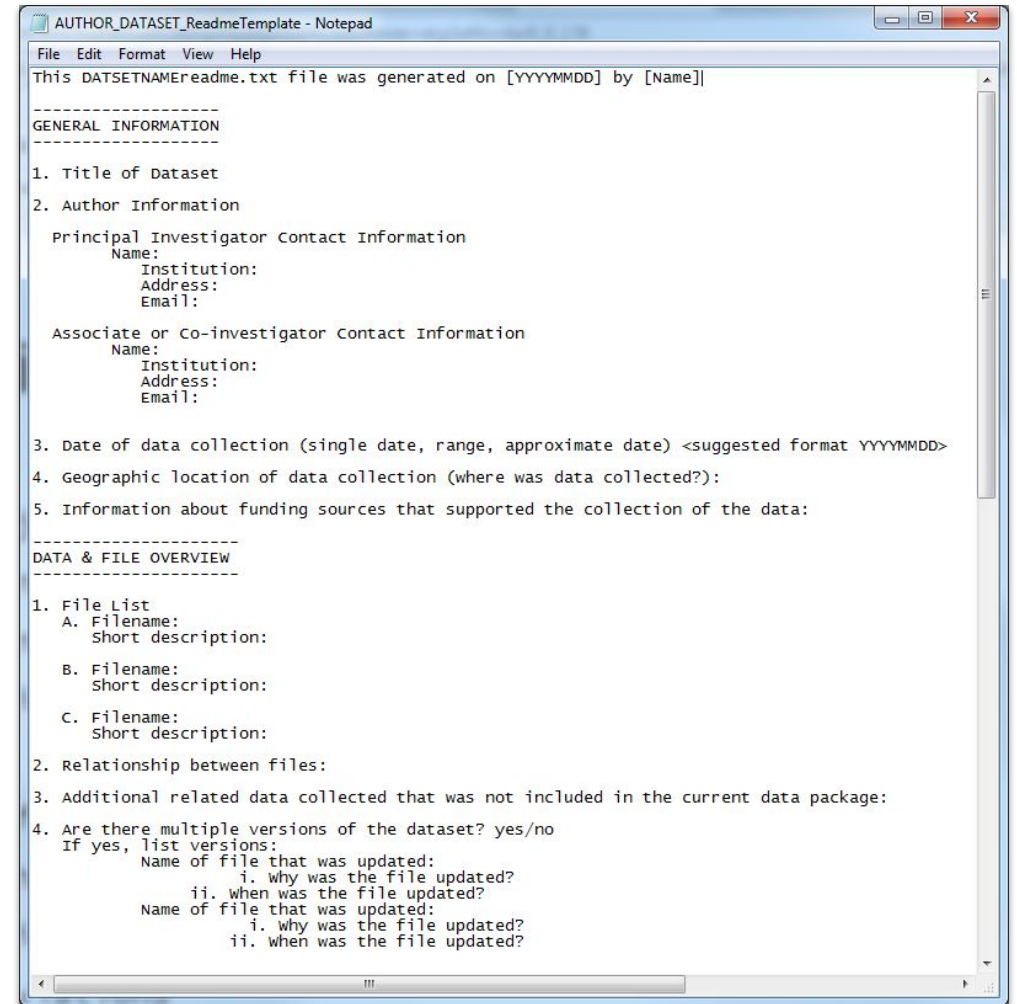 AUTHOR_DATASET_ReadmeTemplate - Notepad
File Edit Format View Help
This DATSETNAMEreadme.txt file was generated on [YYYYMMDD] by [Name]
-------------------
GENERAL INFORMATION
-------------------
1. Title of Dataset
2. Author Information
Principal Investigator Contact Information
Name:
Institution:
Address:
Email:
Associate or Co-investigator Contact Information
Name:
Institution:
Address:
Email:
3. Date of data collection (single date, range, approximate date) <suggested format YYYYMMDD>
4. Geographic location of data collection (where was data collected?):
5. Information about funding sources that supported the collection of the data:
---------------------
DATA & FILE OVERVIEW
---------------------
1. File List
A. Filename:
Short description:
B. Filename:
Short description:
C. Filename:
Short description:
2. Relationship between files:
3. Additional related data collected that was not included in the current data package:
4. Are there multiple versions of the dataset? yes/no
If yes, list versions:
Name of file that was updated:
i. Why was the file updated?
ii. When was the file updated?
Name of file that was updated:
i. Why was the file updated?
ii. When was the file updated?